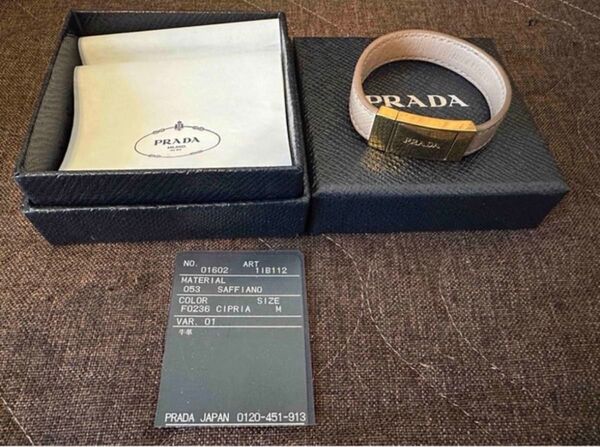 PRADA
MILANO
PRADA
PRADA
NO. ART
01602 1IB112
MATERIAL
053 SAFFIANO
COLOR SIZE
F0236 CIPRIA M
VAR. 01
牛革
PRADA JAPAN 0120-451-913